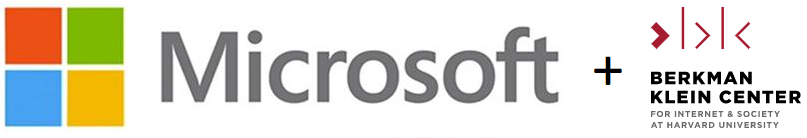 Microsoft
+
BERKMAN
KLEIN CENTER
FOR INTERNET & SOCIETY
AT HARVARD UNIVERSITY